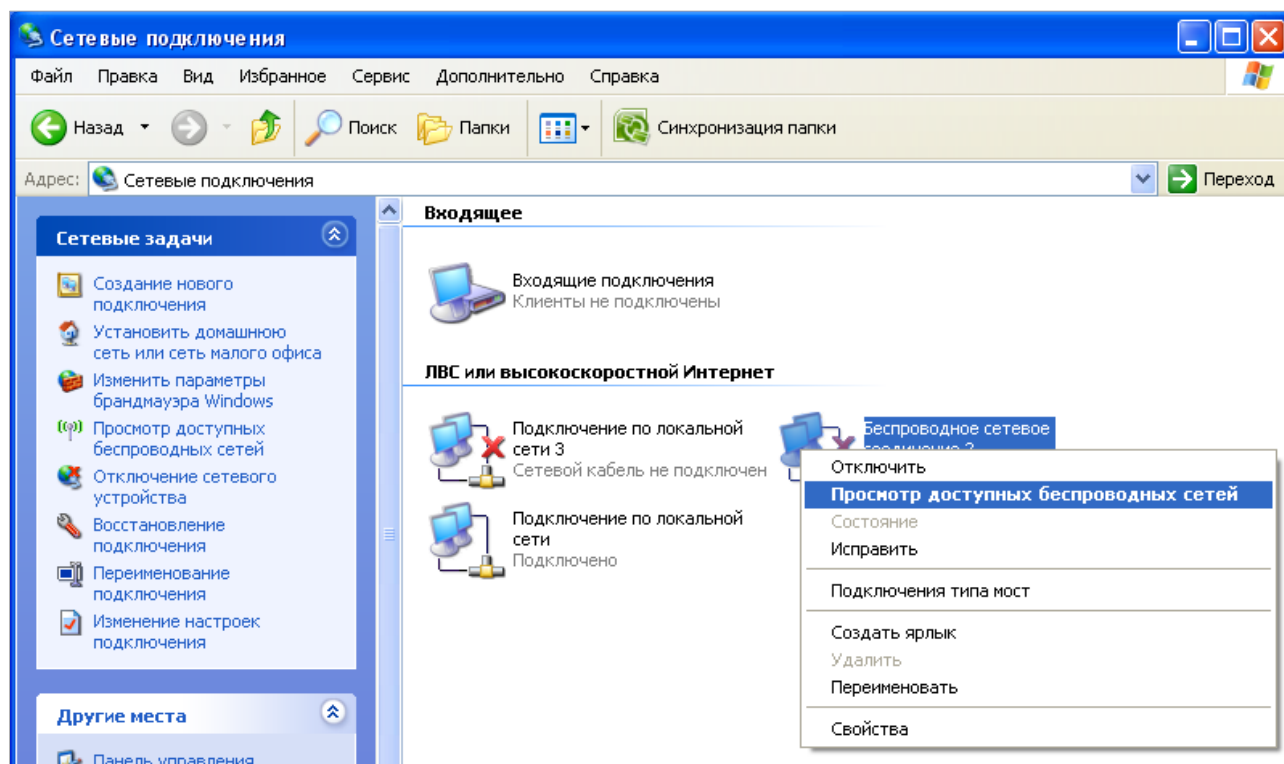 Сетевые подключения
Файл Правка Вид Избранное Сервис Дополнительно Справка
Назад Поиск Папки Синхронизация папки
Адрес: Сетевые подключения Переход
Сетевые задачи
Создание нового
подключения
Установить домашнюю
сеть или сеть малого офиса
Изменить параметры
брандмауэра Windows
Просмотр доступных
беспроводных сетей
Отключение сетевого
устройства
Восстановление
подключения
Переименование
подключения
Изменение настроек
подключения
Другие места
Панель управления
Входящее
Входящие подключения
Клиенты не подключены
ЛВС или высокоскоростной Интернет
Подключение по локальной
сети 3
Сетевой кабель не подключен
Беспроводное сетевое
соединение 2
Подключение по локальной
сети
Подключено
Отключить
Просмотр доступных беспроводных сетей
Состояние
Исправить
Подключения типа мост
Создать ярлык
Удалить
Переименовать
Свойства